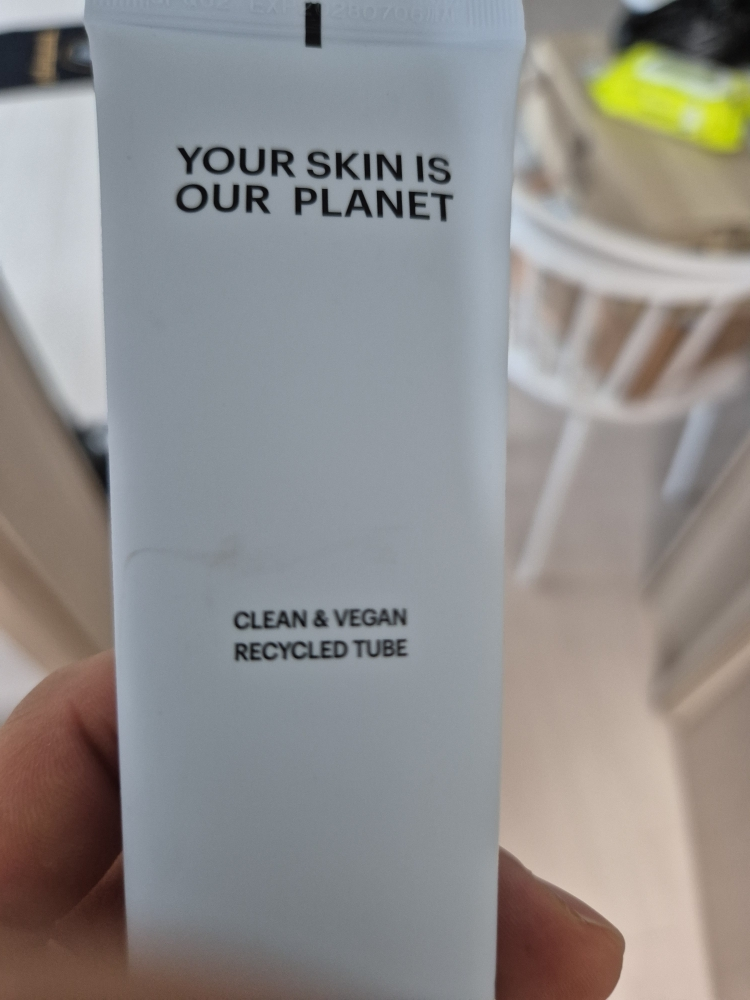 YOUR SKIN IS
OUR PLANET
CLEAN & VEGAN
RECYCLED TUBE